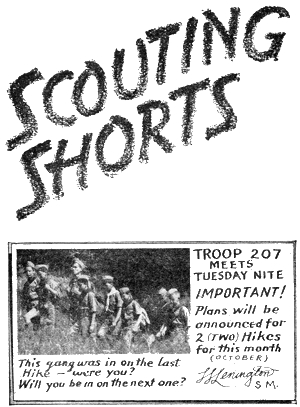 SCOUTING
SHORTS
TROOP 207
MEETS
TUESDAY NITE
IMPORTANT!
Plans will be
announced for
2 (TWO) Hikes
for this month
(OCTOBER)
Lenington
S.M.
This gang was in on the last
Hike – were you?
Will you be in on the next one?